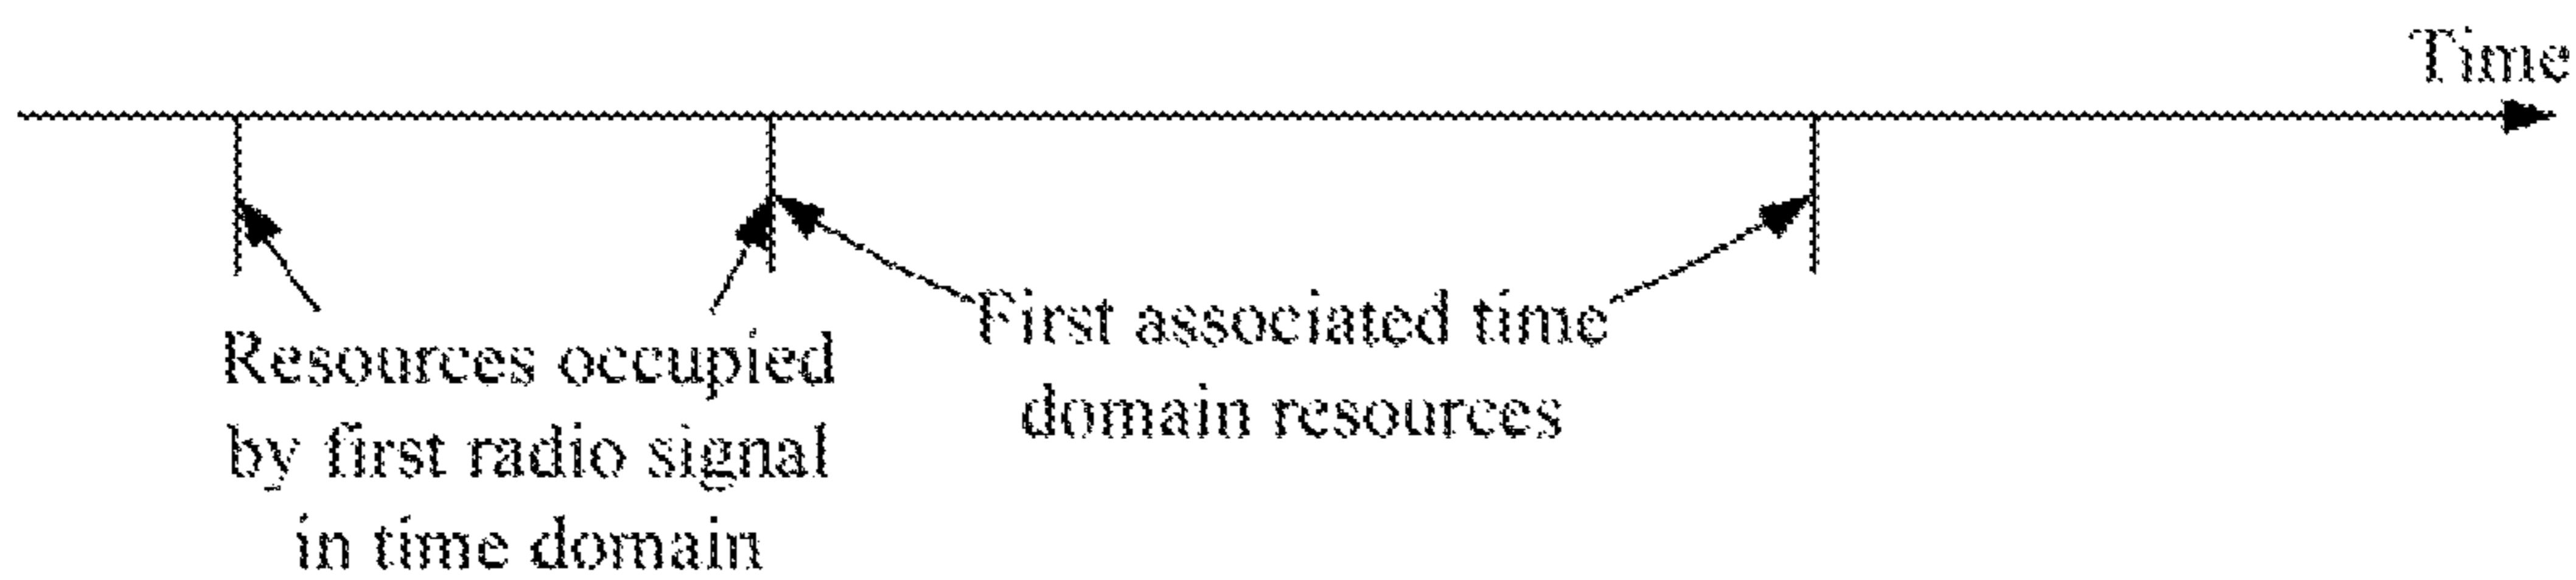 Time
Resources occupied
by first radio signal
in time domain
First associated time
domain resources